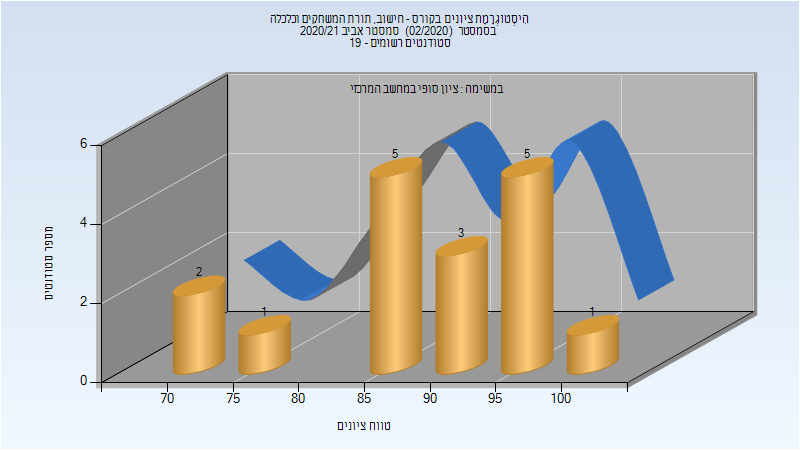 היסטוגרמת ציונים בקורס - חישוב, תורת המשחקים וכלכלה
בסמסטר (02/2020) סמסטר אביב 2020/21
סטודנטים רשומים - 19
במשימה : ציון סופי במחשב המרכזי
מספר סטודנטים
6
4
2
0
2
1
5
3
5
1
70 75 80 85 90 95 100
טווח ציונים